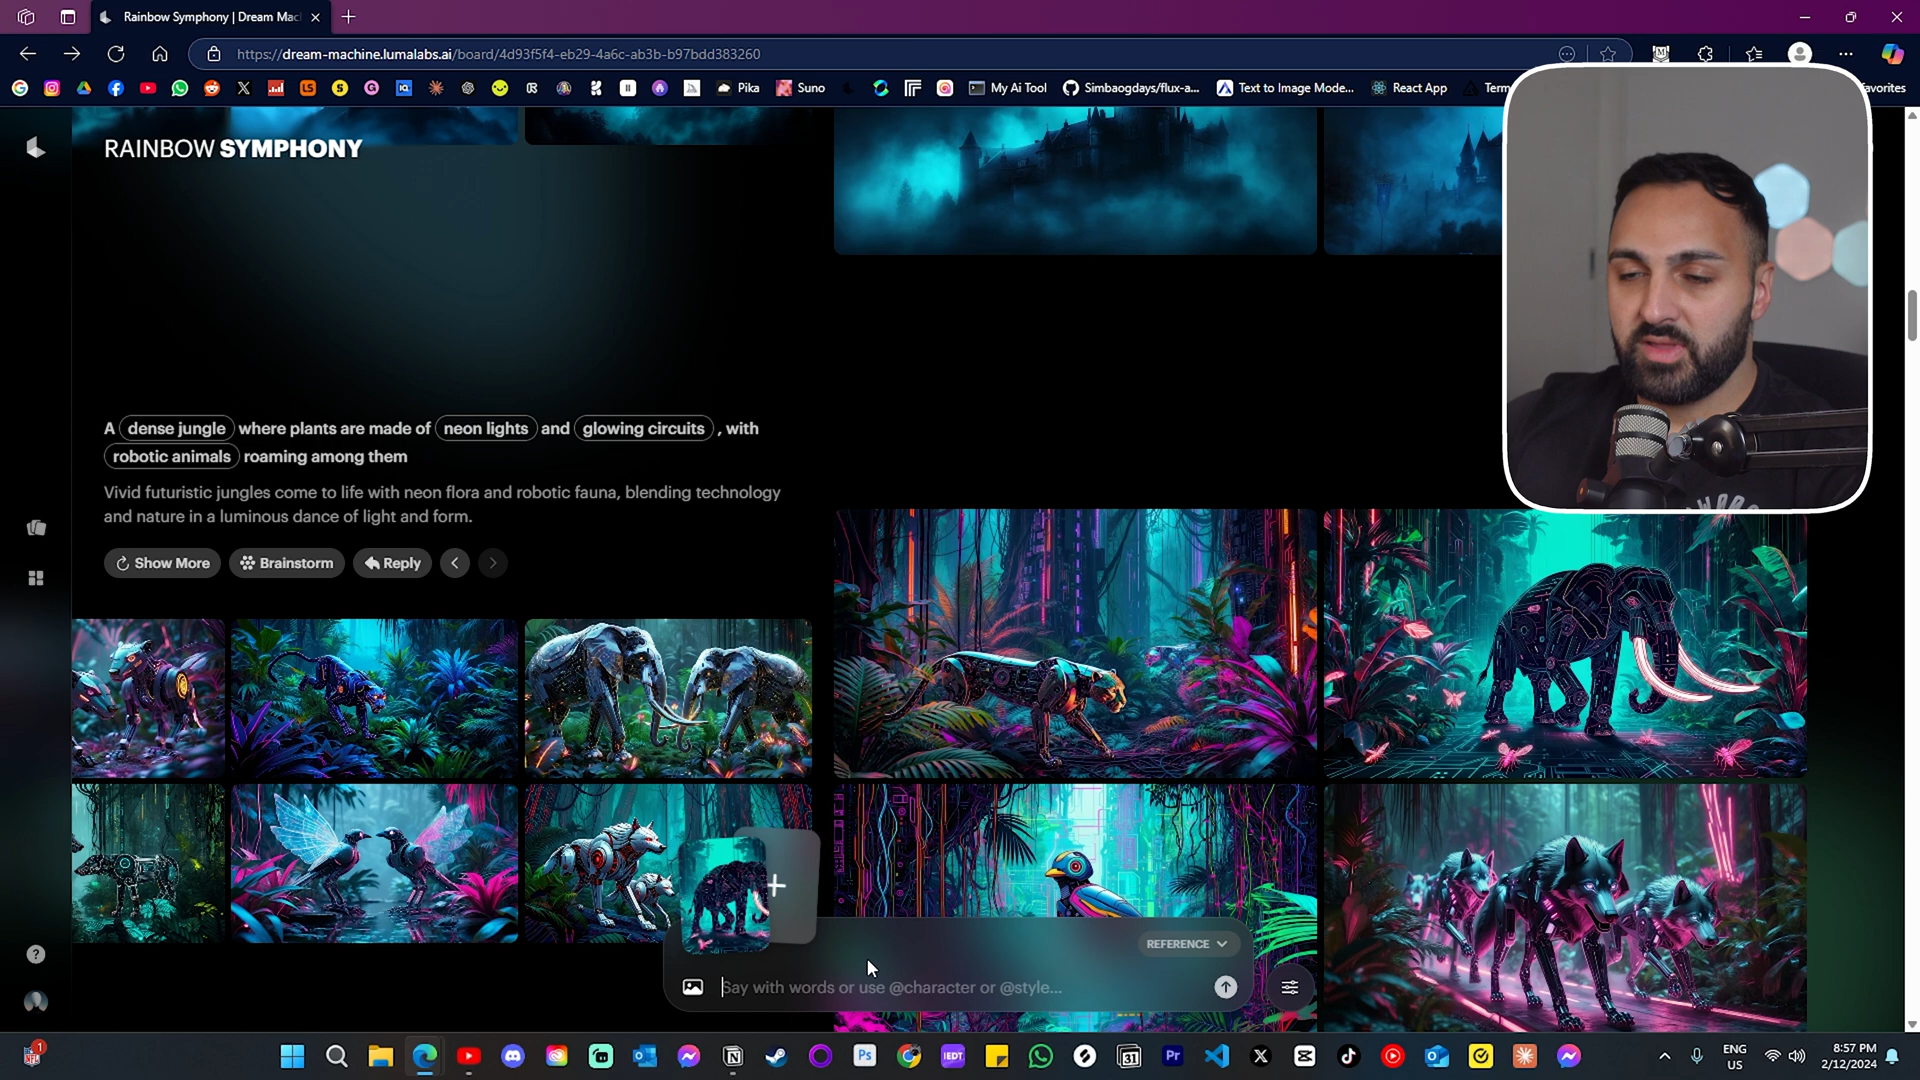 Rainbow Symphony | Dream Mac
https://dream-machine.lumalabs.ai/board/4d93f5f4-eb29-4a6c-ab3b-b97bdd383260
Pika
Suno
My Ai Tool
Simbaogdays/flux-a...
Text to Image Mode...
React App
Term
avorites
RAINBOW SYMPHONY
A dense jungle where plants are made of neon lights and glowing circuits , with
robotic animals roaming among them
Vivid futuristic jungles come to life with neon flora and robotic fauna, blending technology
and nature in a luminous dance of light and form.
Show More
Brainstorm
Reply
REFERENCE
Say with words or use @character or @style...
ENG
US
8:57 PM
2/12/2024